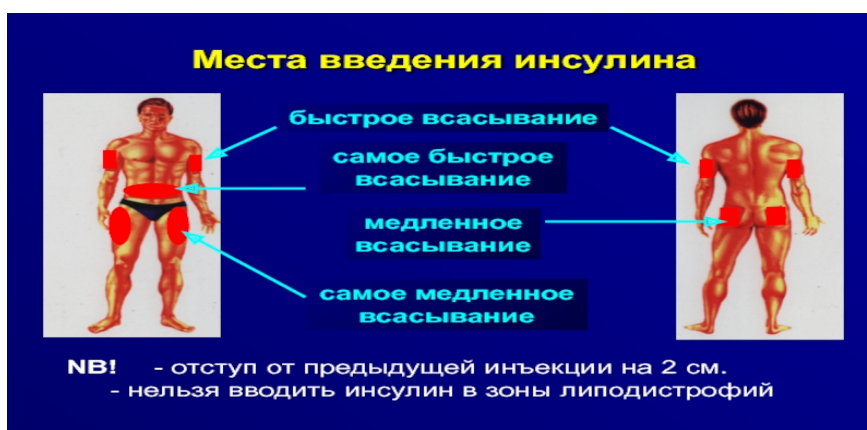 Места введения инсулина
быстрое всасывание
самое быстрое
всасывание
медленное
всасывание
самое медленное
всасывание
NB! - отступ от предыдущей инъекции на 2 см.
- нельзя вводить инсулин в зоны липодистрофий